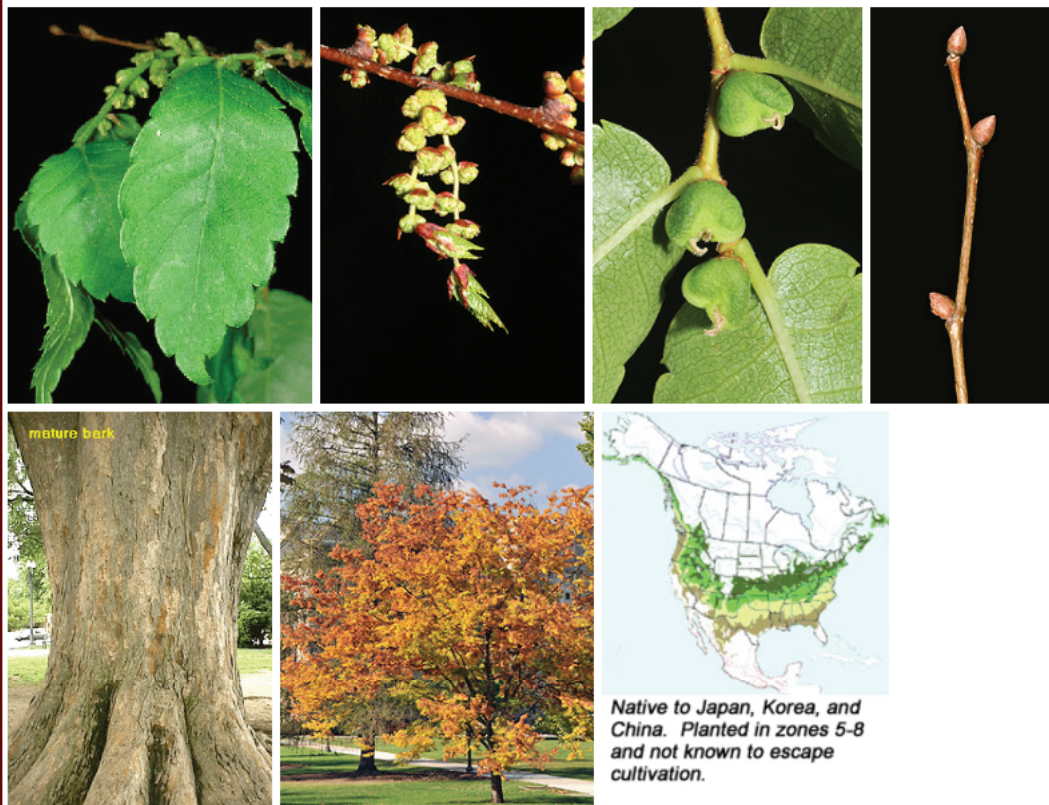 mature bark
Native to Japan, Korea, and
China. Planted in zones 5-8
and not known to escape
cultivation.